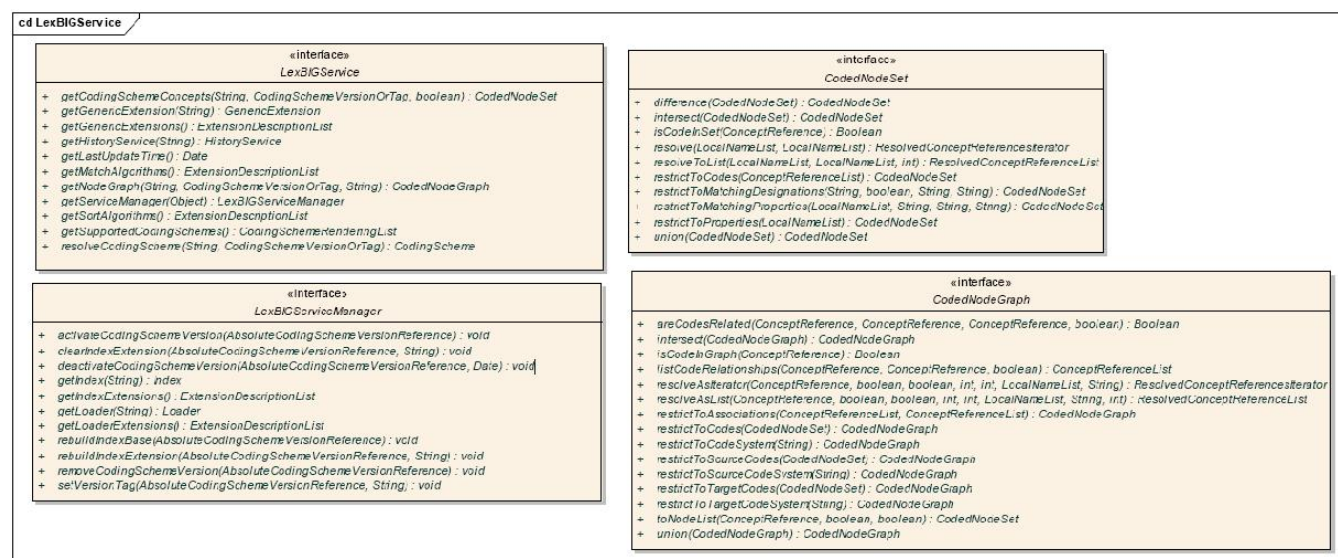 cd LexBIGService
«interface»
LexBIGService
+ getCodingSchemeConcepts(String, CodingSchemeVersionOrTag, boolean) : CodedNodeSet
+ getGenericExtension(String) : GenericExtension
+ getGenericExtensions() : ExtensionDescriptionList
+ getHistoryService(String) : HistoryService
+ getLastUpdateTime() : Date
+ getMatchAlgorithms() : ExtensionDescriptionList
+ getNodeGraph(String, CodingSchemeVersionOrTag, String) : CodedNodeGraph
+ getServiceManager(Object) : LexBIGServiceManager
+ getSortAlgorithms() : ExtensionDescriptionList
+ getSupportedCodingSchemes() : CodingSchemeRenderingList
+ resolveCodingScheme(String, CodingSchemeVersionOrTag) : CodingScheme
«interface»
LexBIGServiceManager
+ activateCodingSchemeVersion(AbsoluteCodingSchemeVersionReference) : void
+ clearIndexExtension(AbsoluteCodingSchemeVersionReference, String) : void
+ deactivateCodingSchemeVersion(AbsoluteCodingSchemeVersionReference, Date) : void
+ getIndex(String) : Index
+ getIndexExtensions() : ExtensionDescriptionList
+ getLoader(String) : Loader
+ getLoaderExtensions() : ExtensionDescriptionList
+ rebuildIndexBase(AbsoluteCodingSchemeVersionReference) : void
+ rebuildIndexExtension(AbsoluteCodingSchemeVersionReference, String) : void
+ removeCodingSchemeVersion(AbsoluteCodingSchemeVersionReference) : void
+ setVersionTag(AbsoluteCodingSchemeVersionReference, String) : void
«interface»
CodedNodeSet
+ difference(CodedNodeSet) : CodedNodeSet
+ intersect(CodedNodeSet) : CodedNodeSet
+ isCodeInSet(ConceptReference) : Boolean
+ resolve(LocalNameList, LocalNameList) : ResolvedConceptReferencesIterator
+ resolveToList(LocalNameList, LocalNameList, int) : ResolvedConceptReferenceList
+ restrictToCodes(ConceptReferenceList) : CodedNodeSet
+ restrictToMatchingDesignations(String, boolean, String, String) : CodedNodeSet
+ restrictToMatchingProperties(LocalNameList, String, String, String) : CodedNodeSet
+ restrictToProperties(LocalNameList) : CodedNodeSet
+ union(CodedNodeSet) : CodedNodeSet
«interface»
CodedNodeGraph
+ areCodesRelated(ConceptReference, ConceptReference, ConceptReference, boolean) : Boolean
+ intersect(CodedNodeGraph) : CodedNodeGraph
+ isCodeInGraph(ConceptReference) : Boolean
+ listCodeRelationships(ConceptReference, ConceptReference, boolean) : ConceptReferenceList
+ resolveAsIterator(ConceptReference, boolean, boolean, int, int, LocalNameList, String) : ResolvedConceptReferencesIterator
+ resolveAsList(ConceptReference, boolean, boolean, int, int, LocalNameList, String, int) : ResolvedConceptReferenceList
+ restrictToAssociations(ConceptReferenceList, ConceptReferenceList) : CodedNodeGraph
+ restrictToCodes(CodedNodeSet) : CodedNodeGraph
+ restrictToCodeSystem(String) : CodedNodeGraph
+ restrictToSourceCodes(CodedNodeSet) : CodedNodeGraph
+ restrictToSourceCodeSystem(String) : CodedNodeGraph
+ restrictToTargetCodes(CodedNodeSet) : CodedNodeGraph
+ restrictToTargetCodeSystem(String) : CodedNodeGraph
+ toNodeList(ConceptReference, boolean, boolean) : CodedNodeSet
+ union(CodedNodeGraph) : CodedNodeGraph